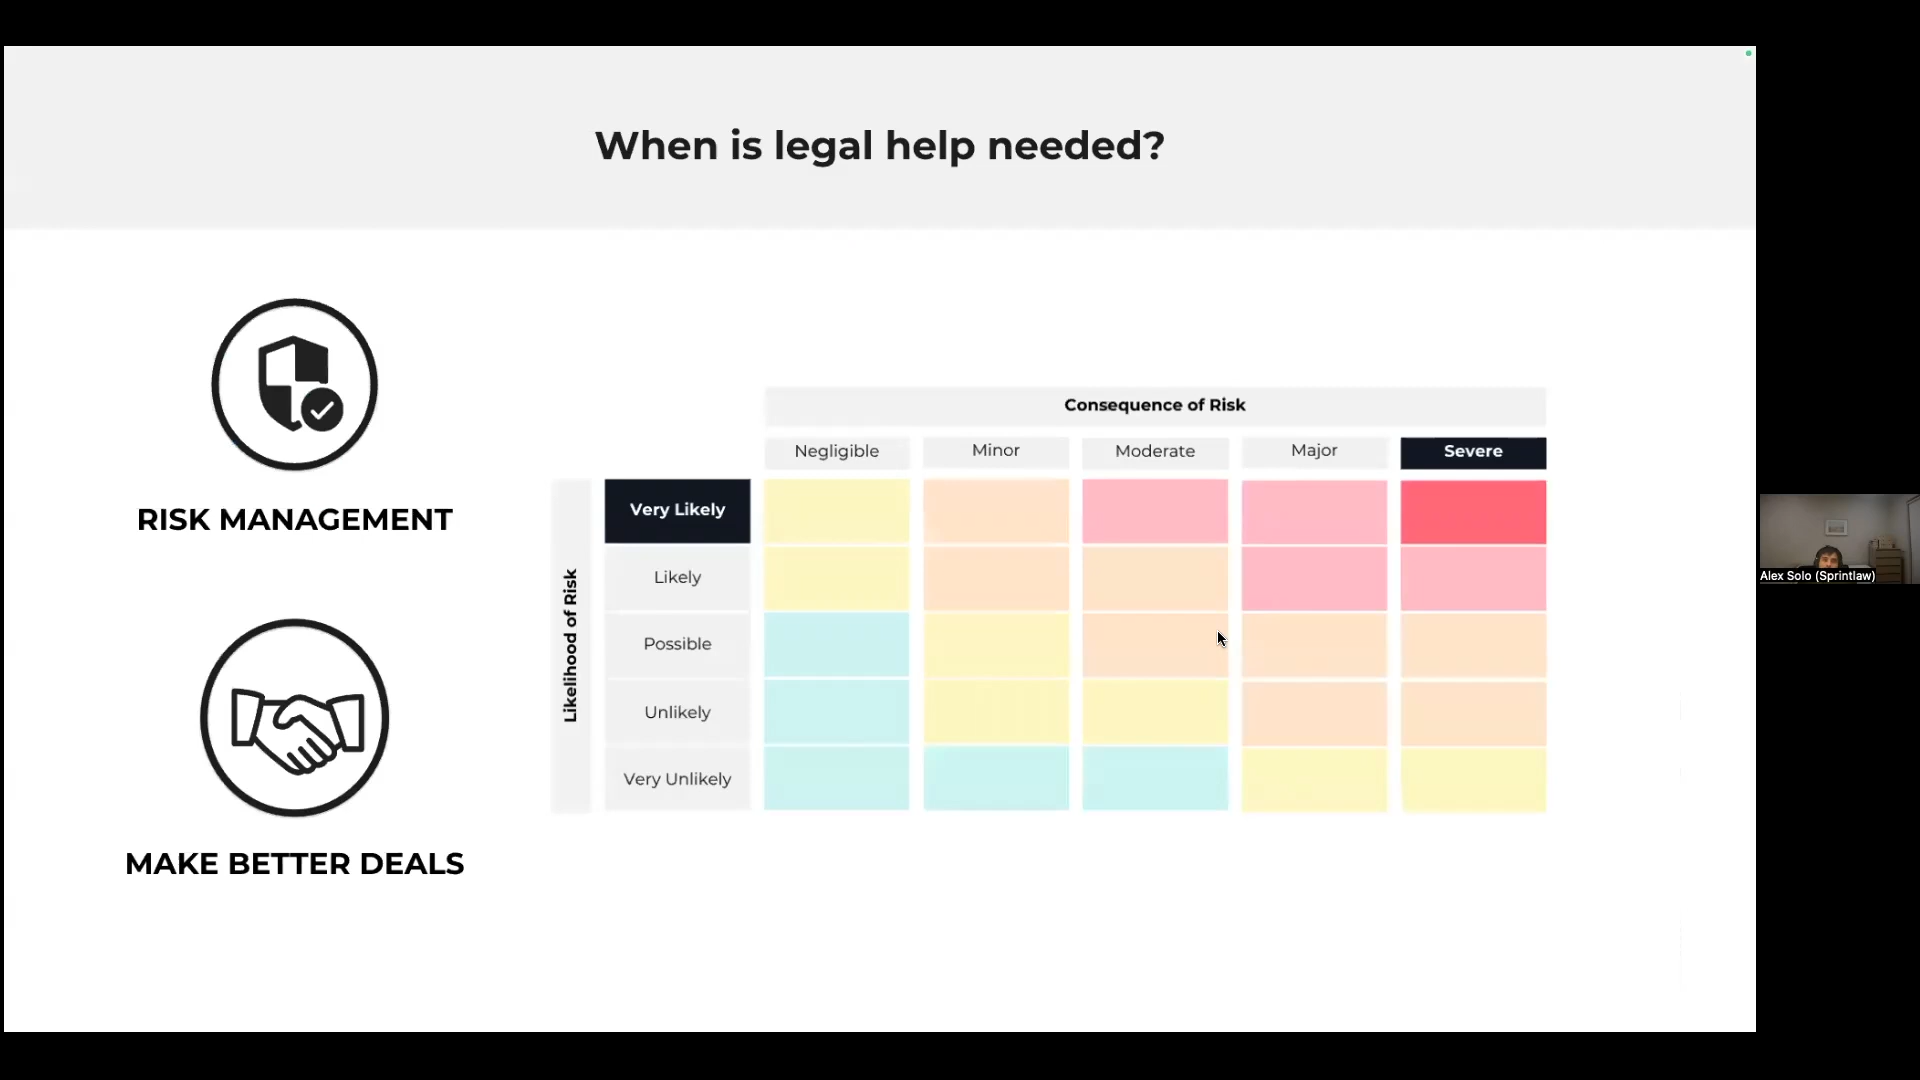 When is legal help needed?
RISK MANAGEMENT
MAKE BETTER DEALS
Consequence of Risk
Negligible
Minor
Moderate
Major
Severe
Likelihood of Risk
Very Likely
Likely
Possible
Unlikely
Very Unlikely
Alex Solo (Sprintlaw)